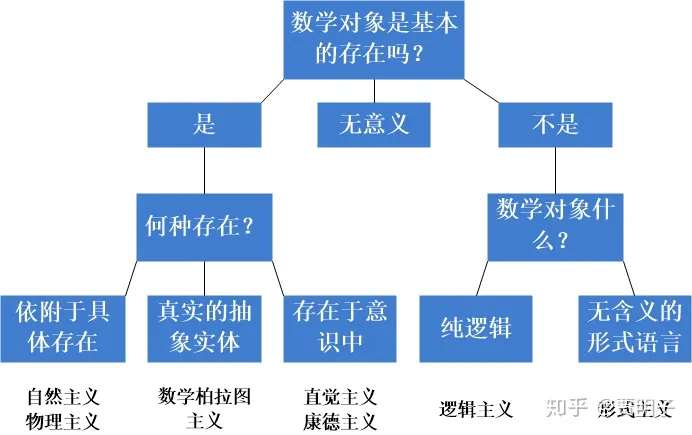 数学对象是基本
的存在吗？
是
无意义
不是
何种存在？
数学对象什
么？
依附于具
体存在
真实的抽
象实体
存在于意
识中
纯逻辑
无含义的
形式语言
自然主义
物理主义
数学柏拉图
主义
直觉主义
康德主义
逻辑主义
形式主义
知乎